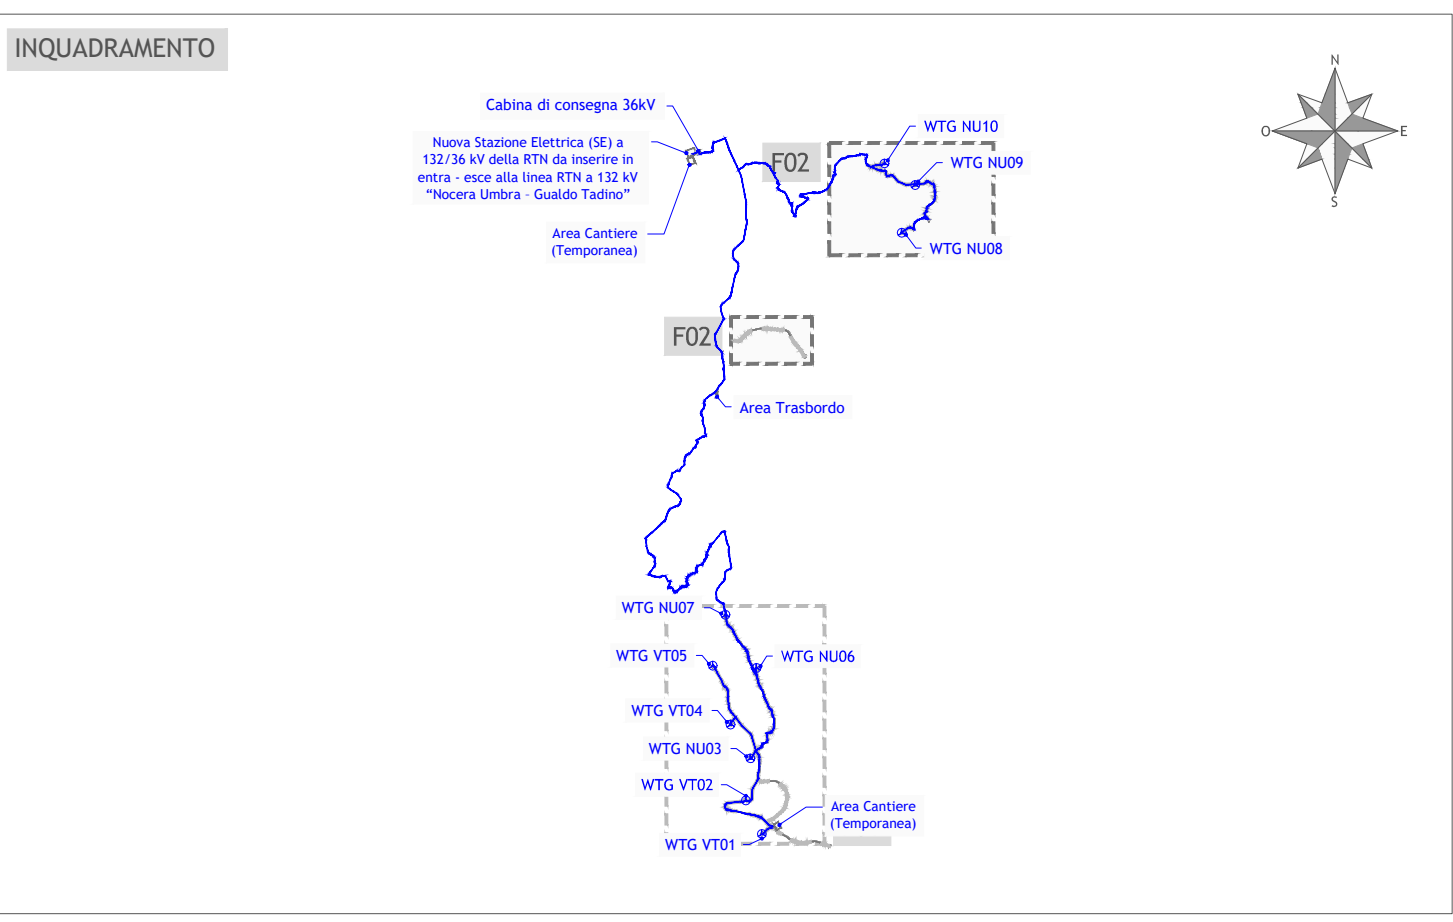 INQUADRAMENTO
N
O
E
S
Cabina di consegna 36kV
Nuova Stazione Elettrica (SE) a
132/36 kV della RTN da inserire in
entra - esce alla linea RTN a 132 kV
“Nocera Umbra – Gualdo Tadino”
Area Cantiere
(Temporanea)
F02
WTG NU10
WTG NU09
WTG NU08
F02
Area Trasbordo
WTG NU07
WTG VT05
WTG NU06
WTG VT04
WTG NU03
WTG VT02
Area Cantiere
(Temporanea)
WTG VT01